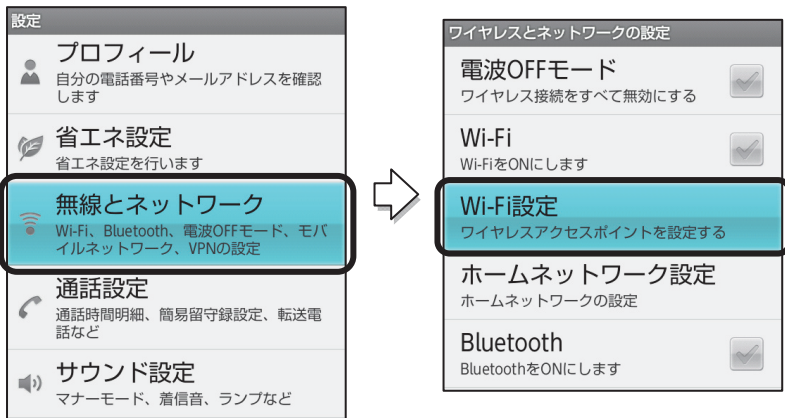 設定
プロフィール
自分の電話番号やメールアドレスを確認
します
省エネ設定
省エネ設定を行います
無線とネットワーク
Wi-Fi、Bluetooth、電波OFFモード、モバ
イルネットワーク、VPNの設定
通話設定
通話時間明細、簡易留守録設定、転送電
話など
サウンド設定
マナーモード、着信音、ランプなど
ワイヤレスとネットワークの設定
電波OFFモード
ワイヤレス接続をすべて無効にする
Wi-Fi
Wi-FiをONにします
Wi-Fi設定
ワイヤレスアクセスポイントを設定する
ホームネットワーク設定
ホームネットワークの設定
Bluetooth
BluetoothをONにします